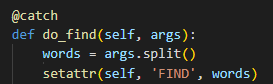 @catch
def do_find(self, args):
    words = args.split()
    setattr(self, 'FIND', words)